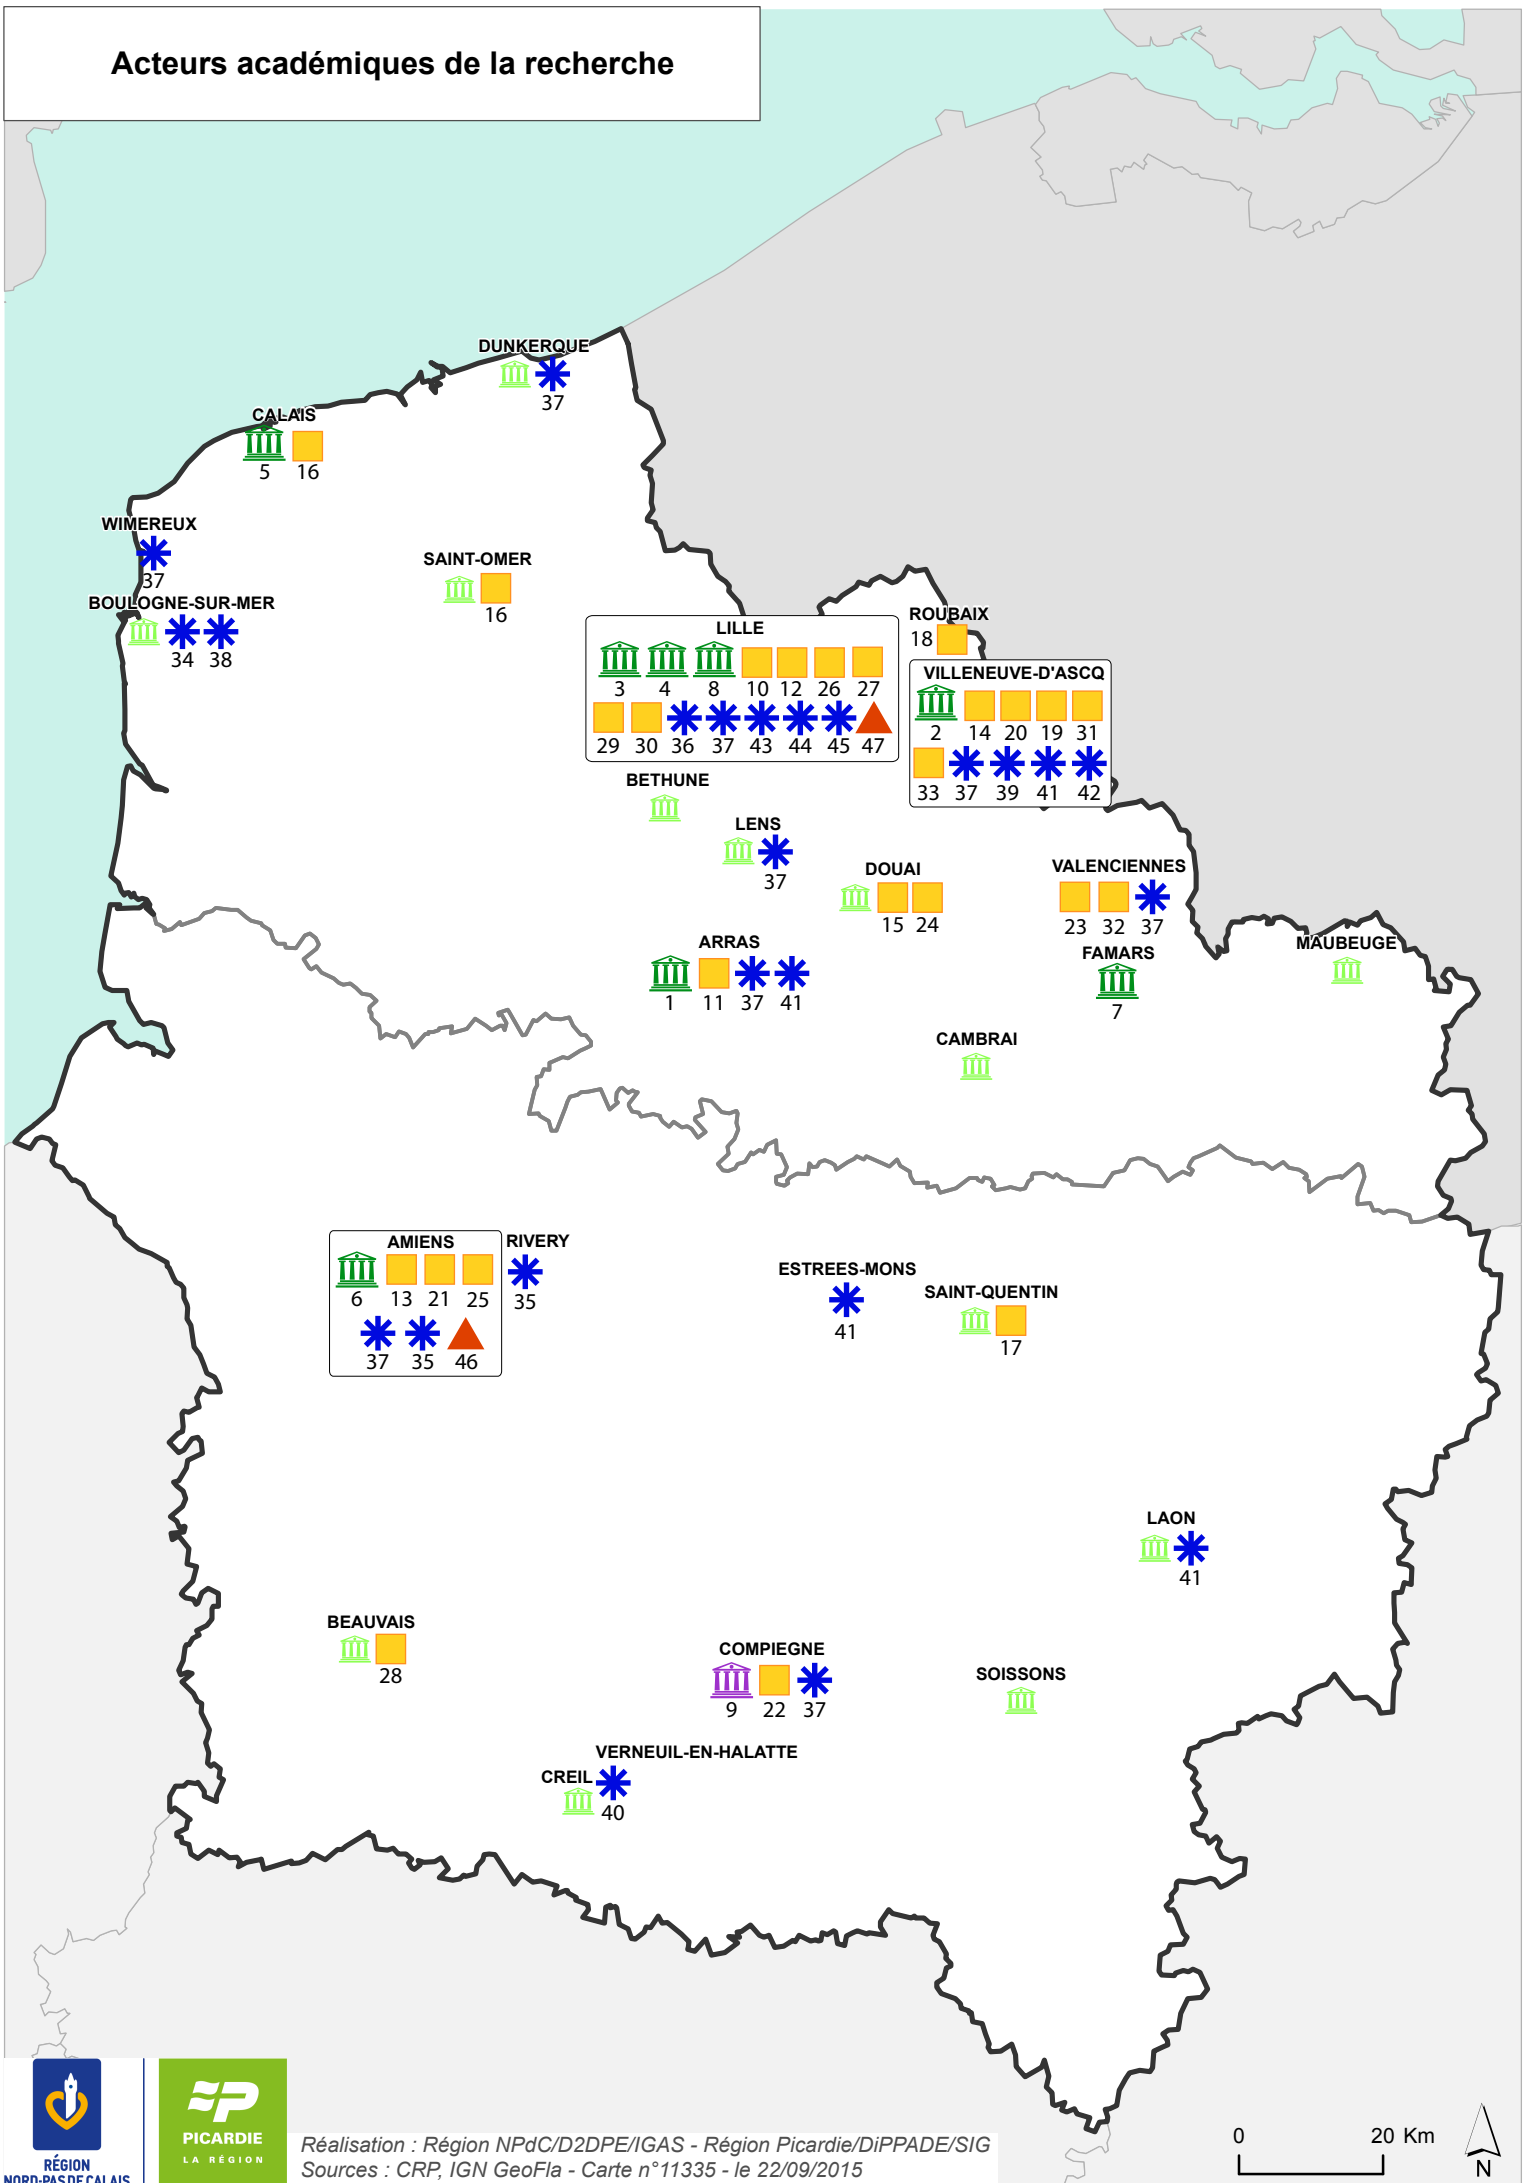 Acteurs académiques de la recherche
DUNKERQUE
37
CALAIS
5 16
WIMEREUX
37
SAINT-OMER
16
BOULOGNE-SUR-MER
34 38
ROUBAIX
18
LILLE
3 4 8 10 12 26 27
29 30 36 37 43 44 45 47
VILLENEUVE-D'ASCQ
2 14 20 19 31
33 37 39 41 42
BETHUNE
LENS
37
DOUAI
15 24
VALENCIENNES
23 32 37
ARRAS
1 11 37 41
FAMARS
7
MAUBEUGE
CAMBRAI
AMIENS
6 13 21 25
37 35 46
RIVERY
35
ESTREES-MONS
41
SAINT-QUENTIN
17
LAON
41
BEAUVAIS
28
COMPIEGNE
9 22 37
SOISSONS
VERNEUIL-EN-HALATTE
CREIL
40
RÉGION
NORD-PAS DE CALAIS
PICARDIE
LA RÉGION
Réalisation : Région NPdC/D2DPE/IGAS - Région Picardie/DiPPADE/SIG
Sources : CRP, IGN GeoFla - Carte n°11335 - le 22/09/2015
0 20 Km
N